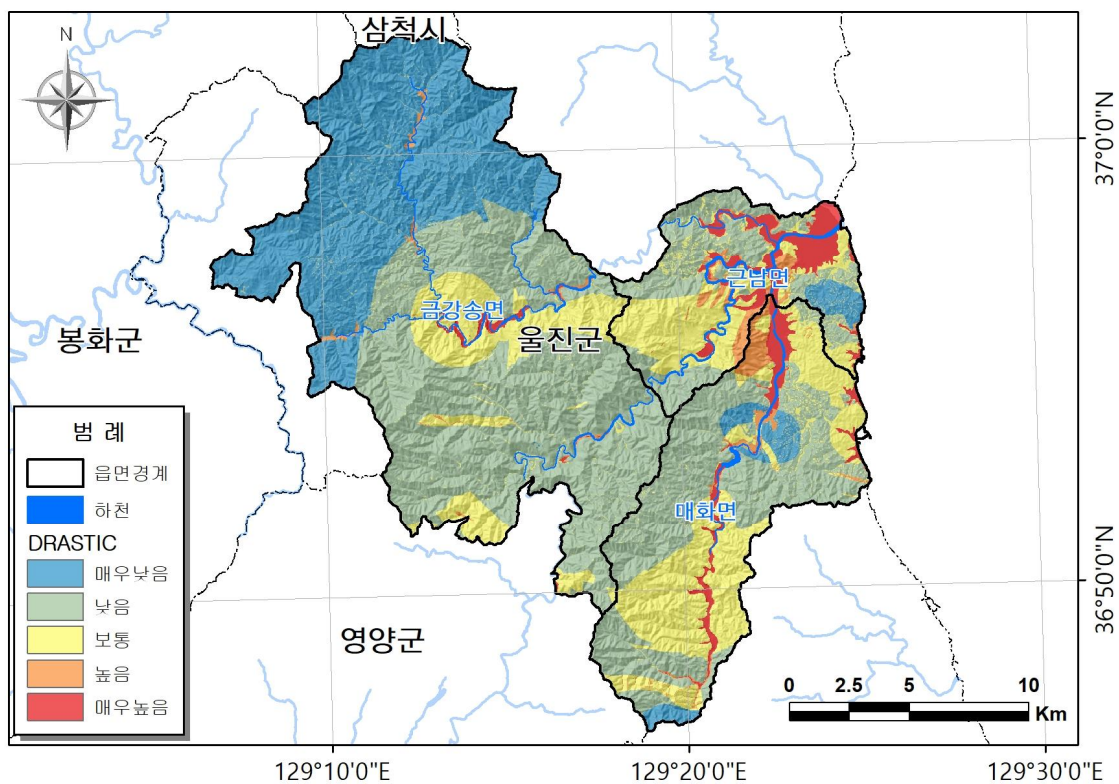 삼척시
N
37°0'0"N
근남면
금강송면
울진군
봉화군
범 례
읍면경계
하천
DRASTIC
매우낮음
낮음
보통
높음
매우높음
매화면
36°50'0"N
영양군
0 2.5 5 10
Km
129°10'0"E 129°20'0"E 129°30'0"E